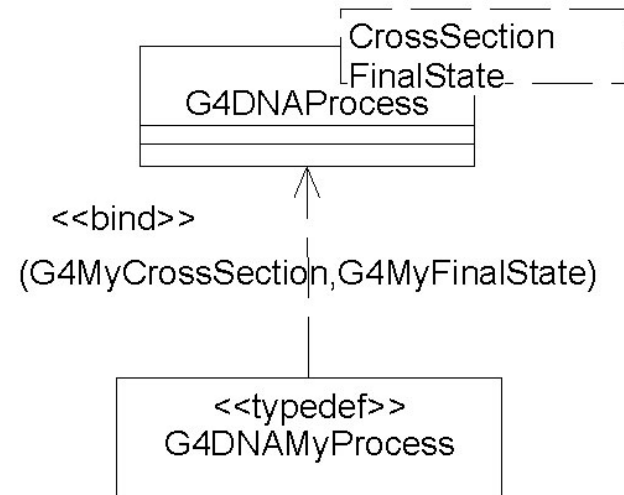 CrossSection
FinalState
G4DNAProcess
<<bind>>
(G4MyCrossSection,G4MyFinalState)
<<typedef>>
G4DNAMyProcess